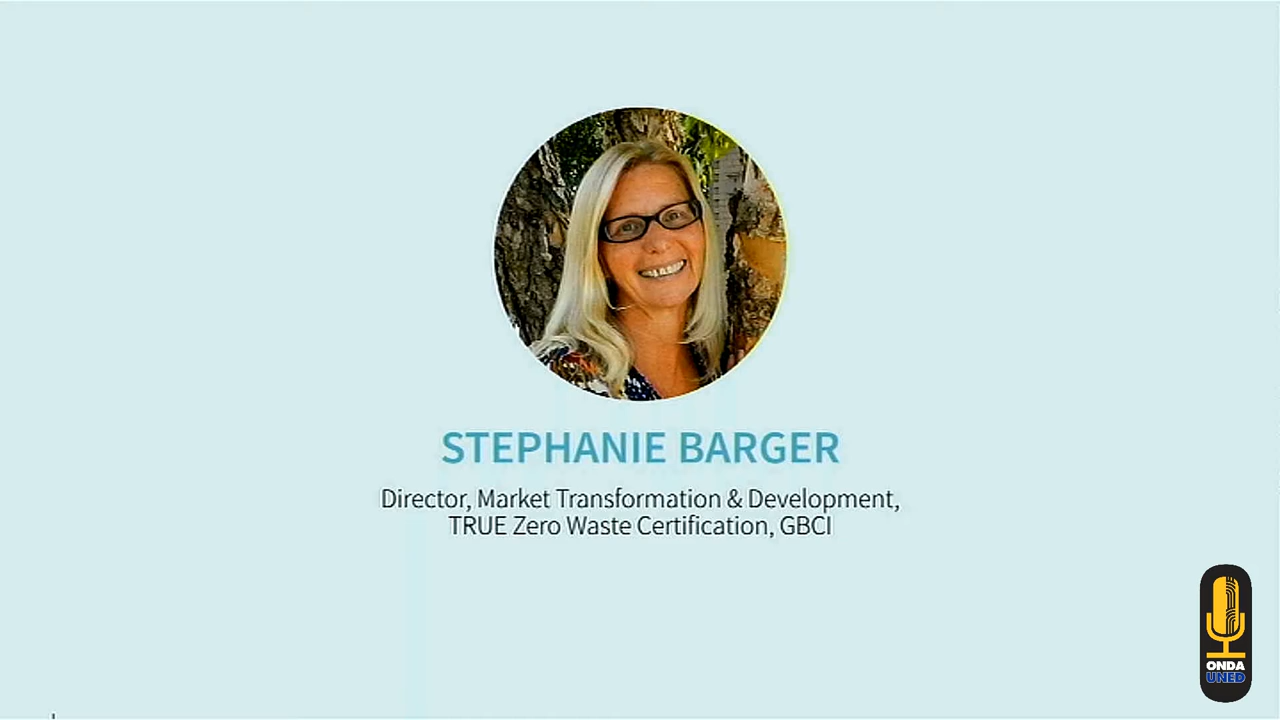 STEPHANIE BARGER
Director, Market Transformation & Development,
TRUE Zero Waste Certification, GBCI
ONDA
UNED